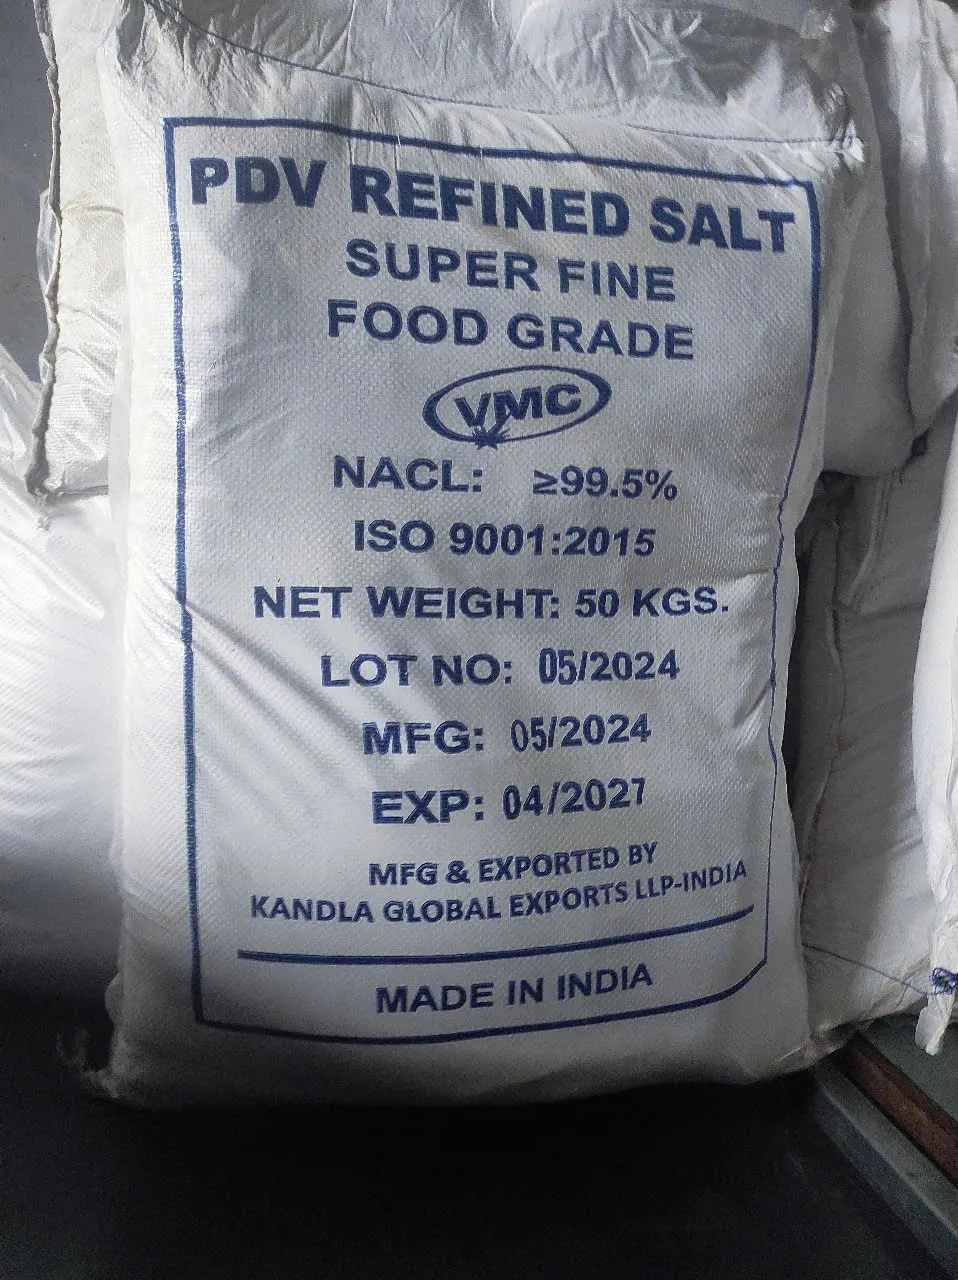 PDV REFINED SALT
SUPER FINE
FOOD GRADE
VMC
NACL: ≥99.5%
ISO 9001:2015
NET WEIGHT: 50 KGS.
LOT NO: 05/2024
MFG: 05/2024
EXP: 04/2027
MFG & EXPORTED BY
KANDLA GLOBAL EXPORTS LLP-INDIA
MADE IN INDIA